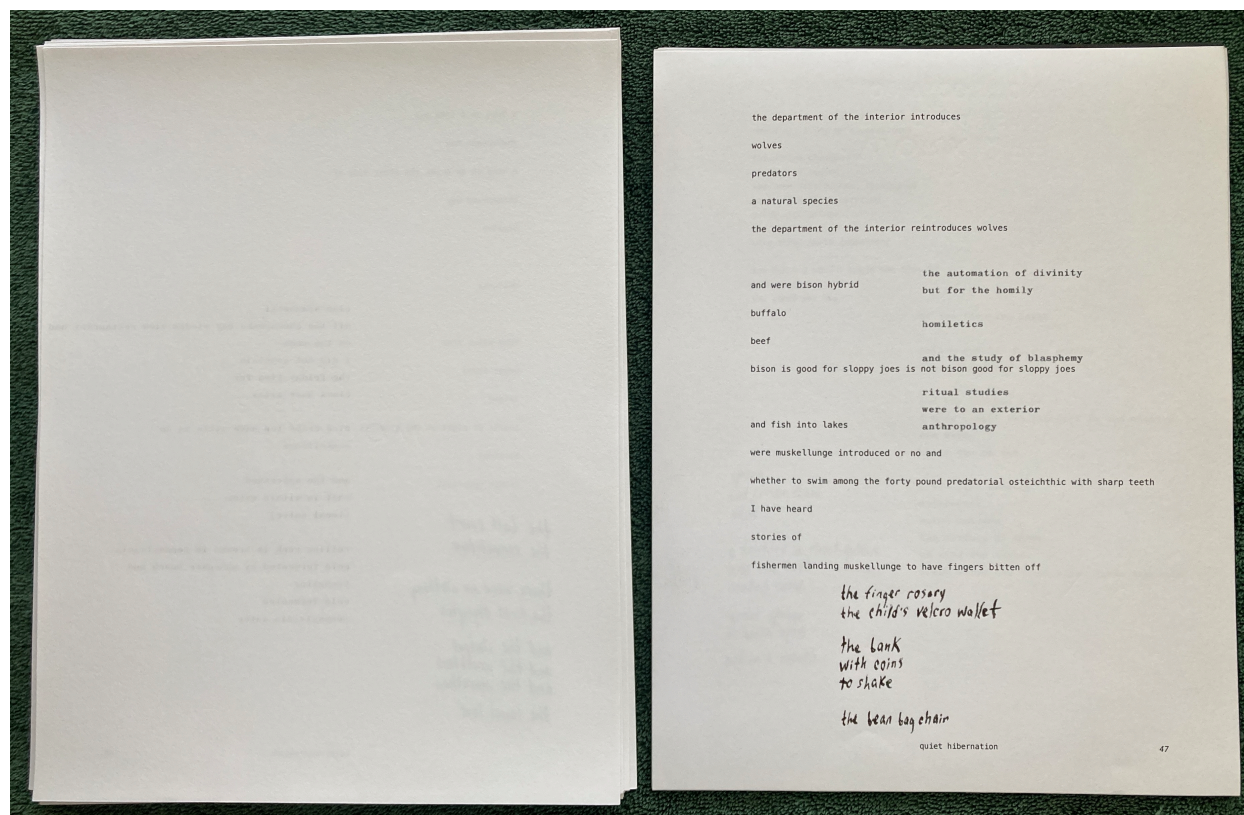 the department of the interior introduces
wolves
predators
a natural species
the department of the interior reintroduces wolves
the automation of divinity
and were bison hybrid
but for the homily
buffalo
homiletics
beef
and the study of blasphemy
bison is good for sloppy joes is not bison good for sloppy joes
ritual studies
were to an exterior
and fish into lakes
anthropology
were muskellunge introduced or no and
whether to swim among the forty pound predatorial osteichthic with sharp teeth
I have heard
stories of
fishermen landing muskellunge to have fingers bitten off
the finger rosary
the child's velcro wallet
the bank
with coins
to shake
the bean bag chair
quiet hibernation
47